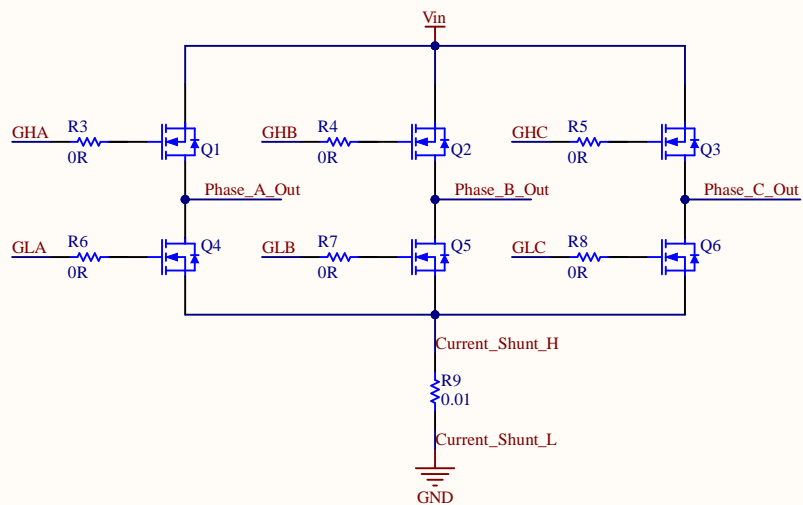 Vin
GHA
R3
0R
Q1
GHB
R4
0R
Q2
GHC
R5
0R
Q3
Phase_A_Out
Phase_B_Out
Phase_C_Out
GLA
R6
0R
Q4
GLB
R7
0R
Q5
GLC
R8
0R
Q6
Current_Shunt_H
R9
0.01
Current_Shunt_L
GND